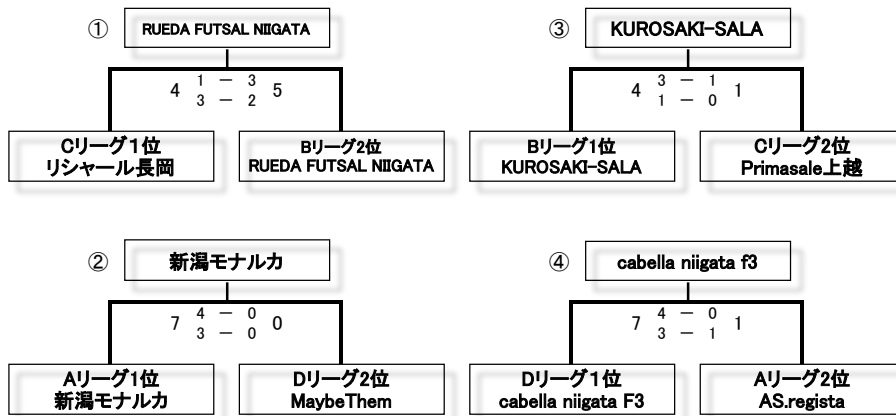 ① RUEDA FUTSAL NIIGATA
4 1 － 3 5
3 － 2
Cリーグ1位
リシャール長岡
Bリーグ2位
RUEDA FUTSAL NIIGATA
③ KUROSAKI-SALA
4 3 － 1 1
1 － 0
Bリーグ1位
KUROSAKI-SALA
Cリーグ2位
Primasale上越
② 新潟モナルカ
7 4 － 0 0
3 － 0
Aリーグ1位
新潟モナルカ
Dリーグ2位
MaybeThem
④ cabella niigata f3
7 4 － 0 1
3 － 1
Dリーグ1位
cabella niigata F3
Aリーグ2位
AS.regista